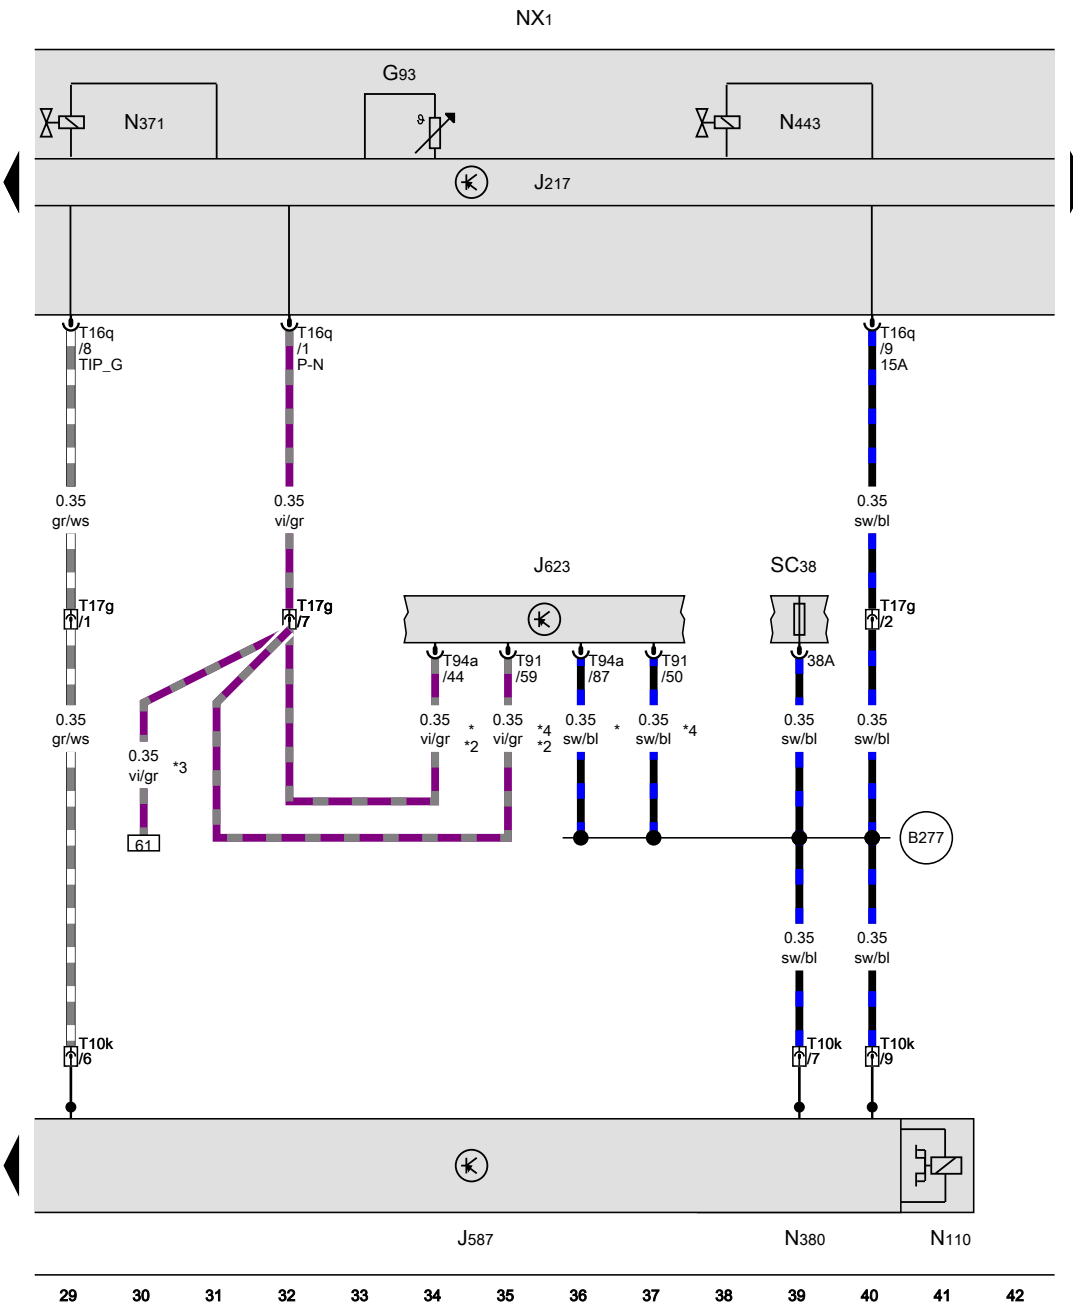 NX1
G93
N371
ϑ
N443
J217
T16q
/8
TIP_G
T16q
/1
P-N
T16q
/9
15A
0.35
gr/ws
0.35
vi/gr
0.35
sw/bl
J623
SC38
T17g
/1
T17g
/7
T17g
/2
T94a
/44
T91
/59
T94a
/87
T91
/50
38A
0.35
gr/ws
0.35
vi/gr
*
*2
0.35
vi/gr
*4
*2
0.35
sw/bl
*
0.35
sw/bl
*4
0.35
sw/bl
0.35
sw/bl
0.35
vi/gr
*3
61
B277
0.35
sw/bl
0.35
sw/bl
T10k
/6
T10k
/7
T10k
/9
J587
N380
N110
29 30 31 32 33 34 35 36 37 38 39 40 41 42